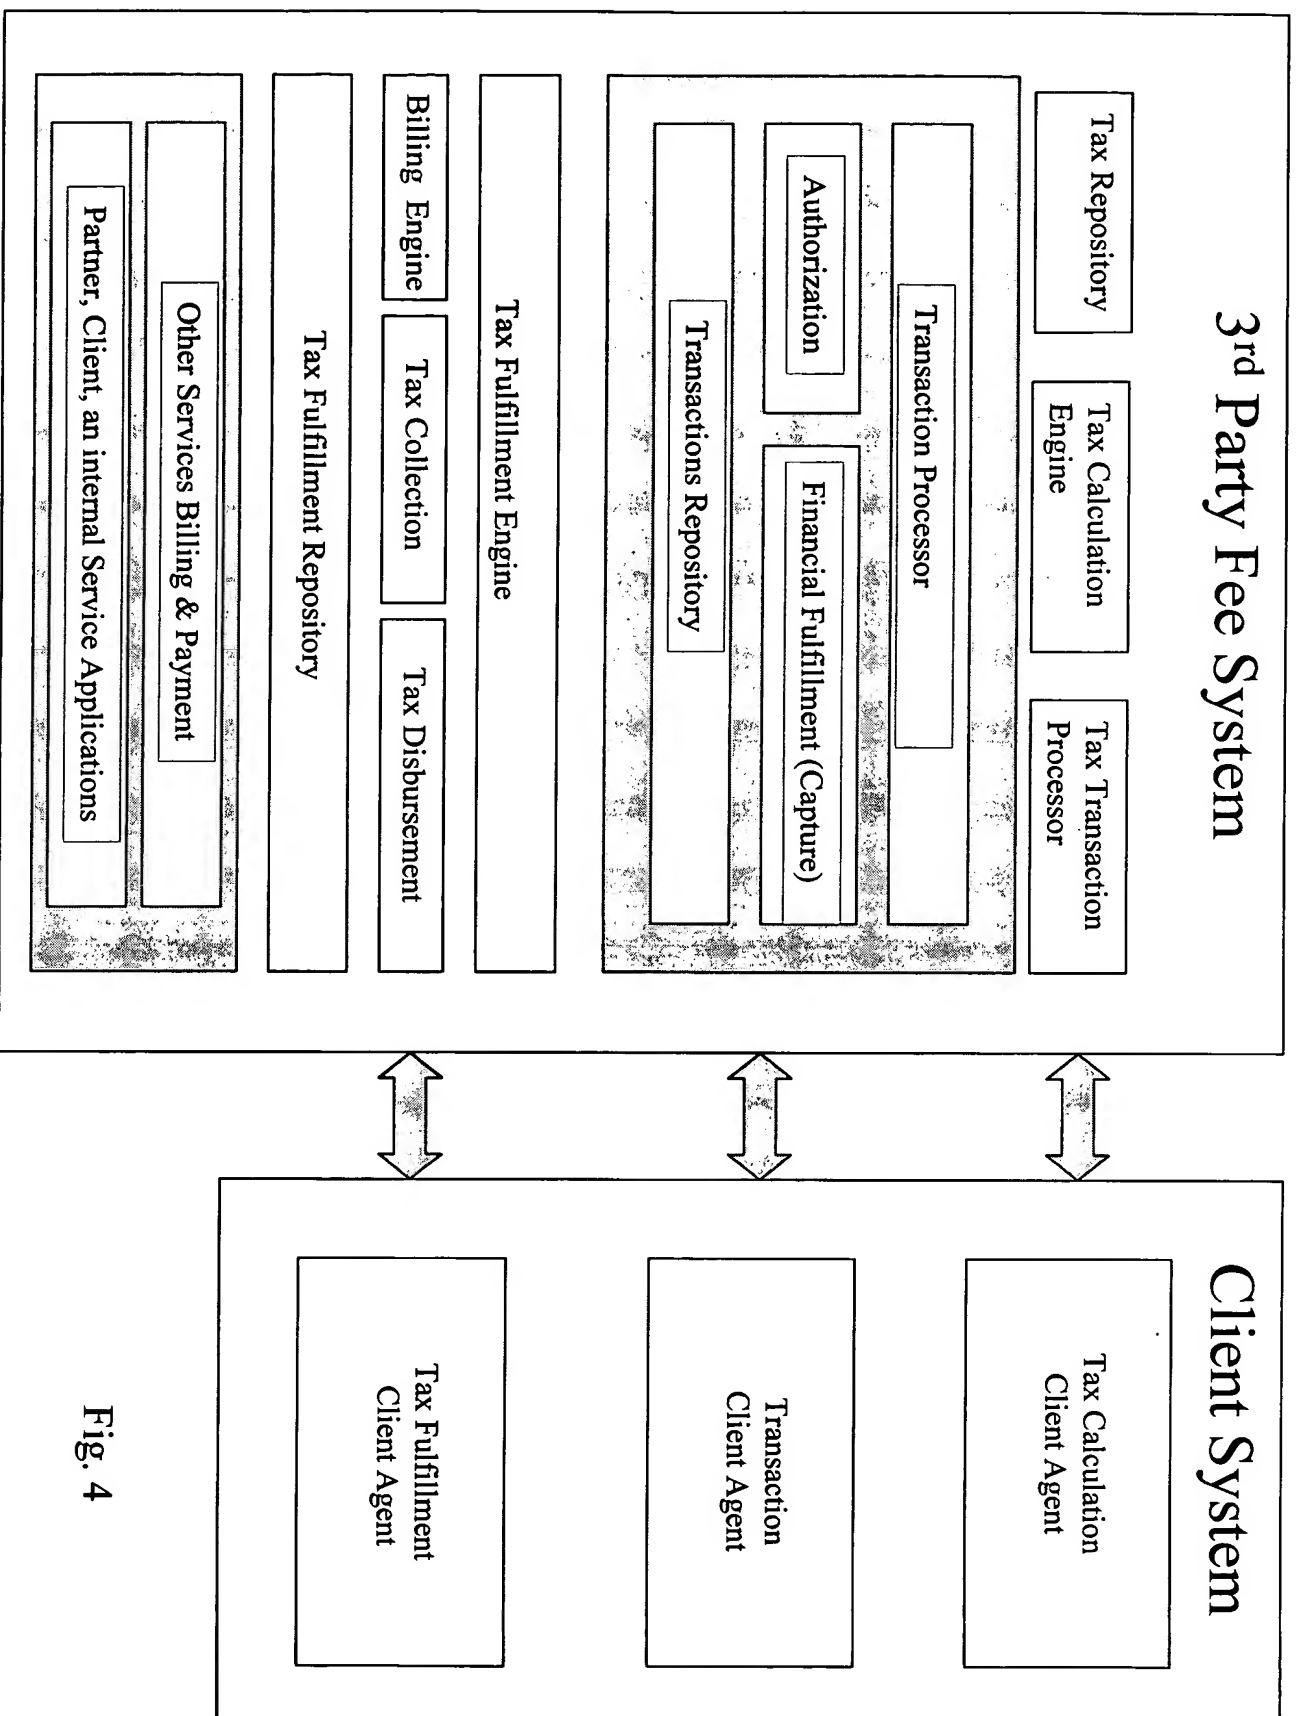 3rd Party Fee System
Tax Repository
Tax Calculation
Engine
Tax Transaction
Processor
Transaction Processor
Authorization
Financial Fulfillment (Capture)
Transactions Repository
Tax Fulfillment Engine
Billing Engine
Tax Collection
Tax Disbursement
Tax Fulfillment Repository
Other Services Billing & Payment
Partner, Client, an internal Service Applications
Client System
Tax Calculation
Client Agent
Transaction
Client Agent
Tax Fulfillment
Client Agent
Fig. 4